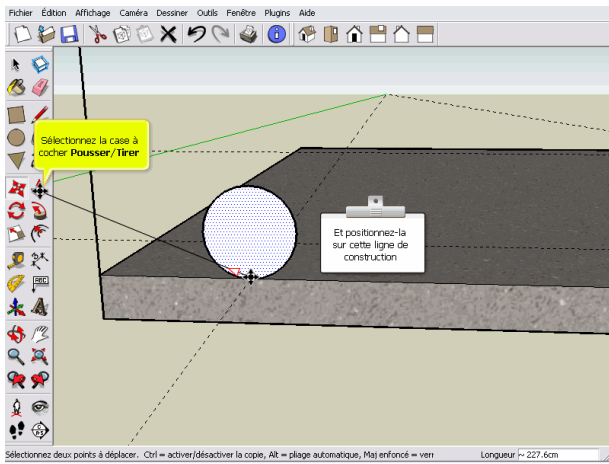 Fichier Édition Affichage Caméra Dessiner Outils Fenêtre Plugins Aide
Sélectionnez la case à
cocher Pousser/Tirer
Et positionnez-la
sur cette ligne de
construction
ABC
Sélectionnez deux points à déplacer. Ctrl = activer/désactiver la copie, Alt = pliage automatique, Maj enfoncé = verr
Longueur ~ 227.6cm